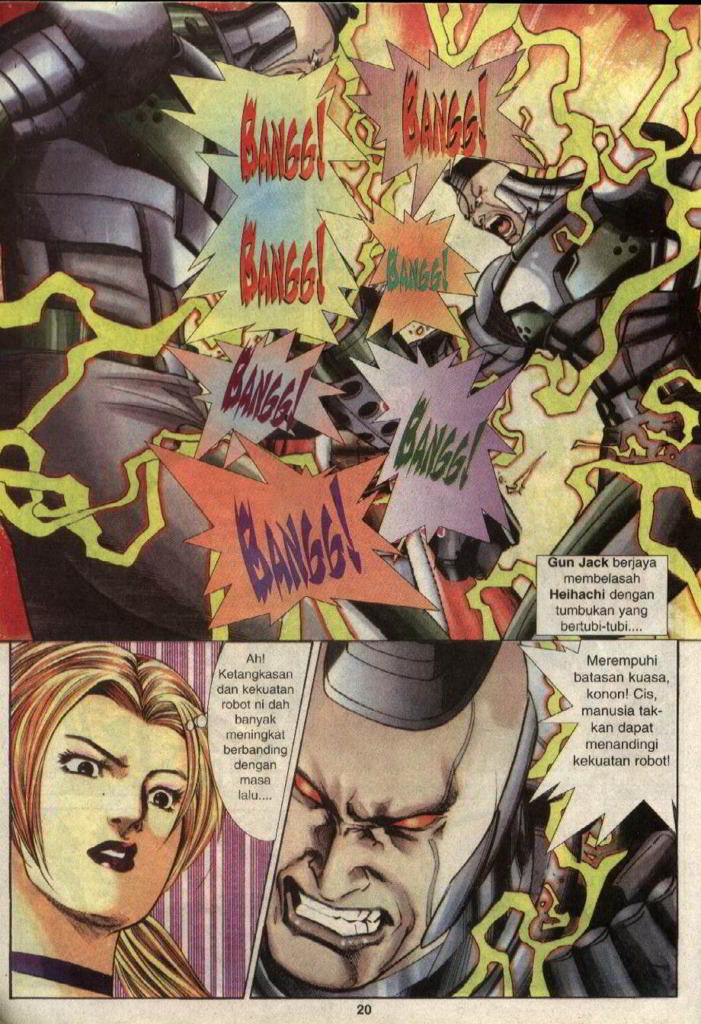 BANGG!
BANGG!
BANGG!
BANGG!
BANGG!
BANGG!
BANGG!
Gun Jack berjaya
membelasah
Heihachi dengan
tumbukan yang
bertubi-tubi....
Ah!
Ketangkasan
dan kekuatan
robot ni dah
banyak
meningkat
berbanding
dengan
masa
lalu....
Merempuhi
batasan kuasa,
konon! Cis,
manusia tak-
kan dapat
menandingi
kekuatan robot!
20